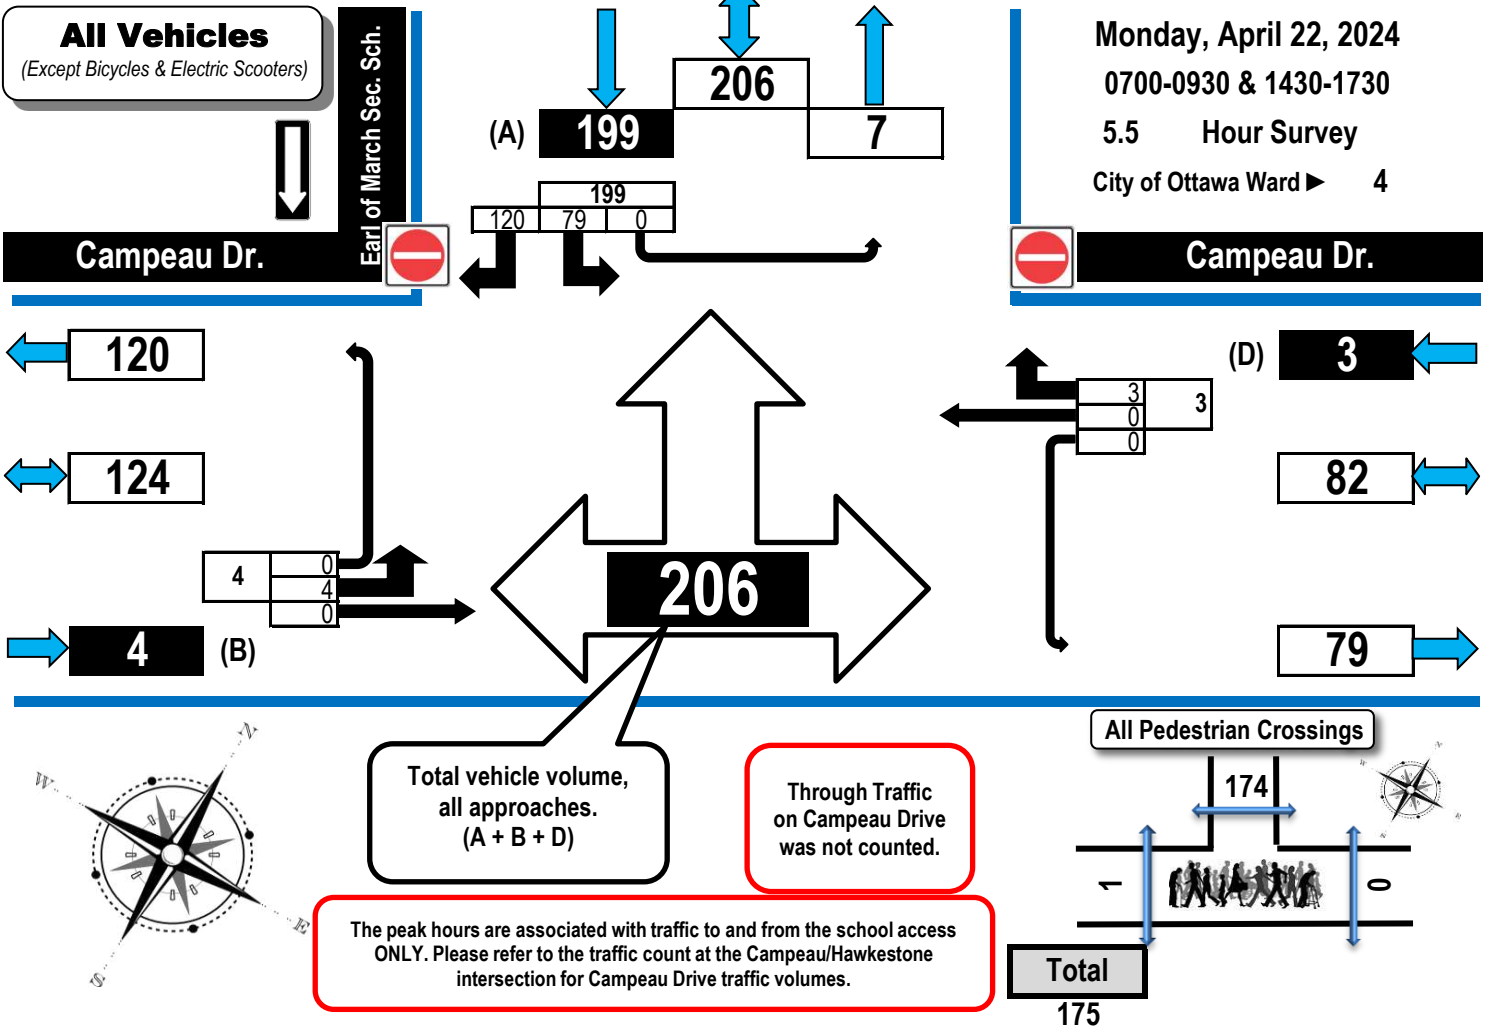 All Vehicles
(Except Bicycles & Electric Scooters)
Earl of March Sec. Sch.
Campeau Dr.
206
(A)
199
7
199
120
79
0
Monday, April 22, 2024
0700-0930 & 1430-1730
5.5 Hour Survey
City of Ottawa Ward ► 4
Campeau Dr.
120
124
4
0
4
0
4
(B)
206
(D)
3
3
0
0
3
82
79
Total vehicle volume,
all approaches.
(A + B + D)
Through Traffic
on Campeau Drive
was not counted.
The peak hours are associated with traffic to and from the school access
ONLY. Please refer to the traffic count at the Campeau/Hawkestone
intersection for Campeau Drive traffic volumes.
N
W
E
S
All Pedestrian Crossings
174
1
0
N
W
E
S
Total
175